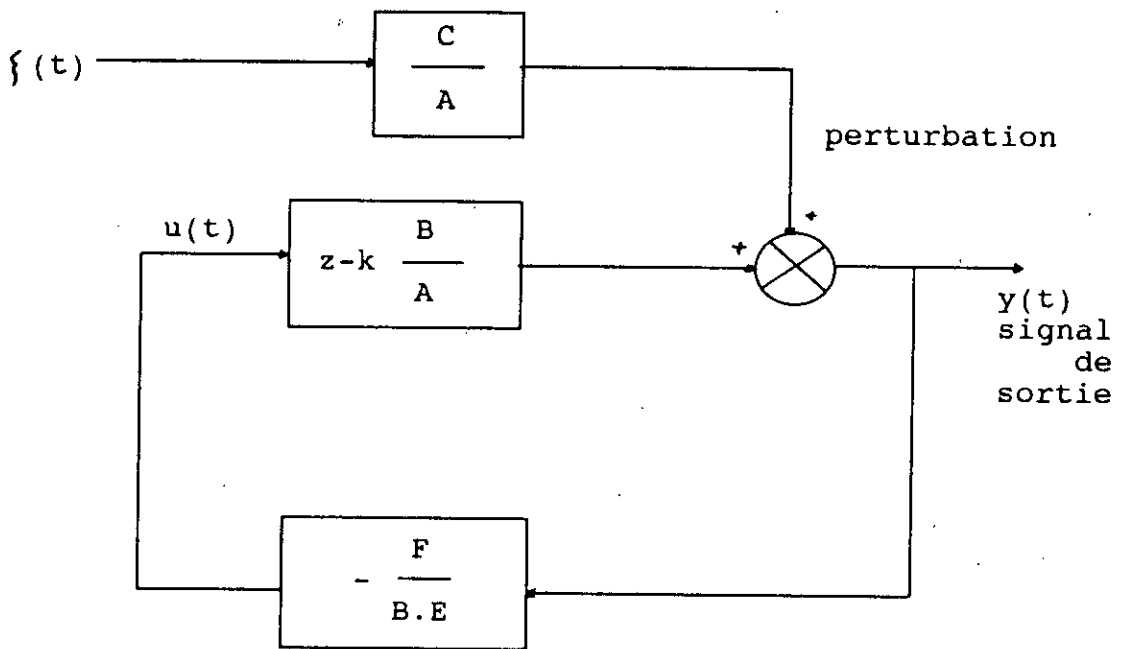 ξ(t)
C
A
perturbation
+
u(t)
z-k
B
A
+
y(t)
signal
de
sortie
-
F
B.E